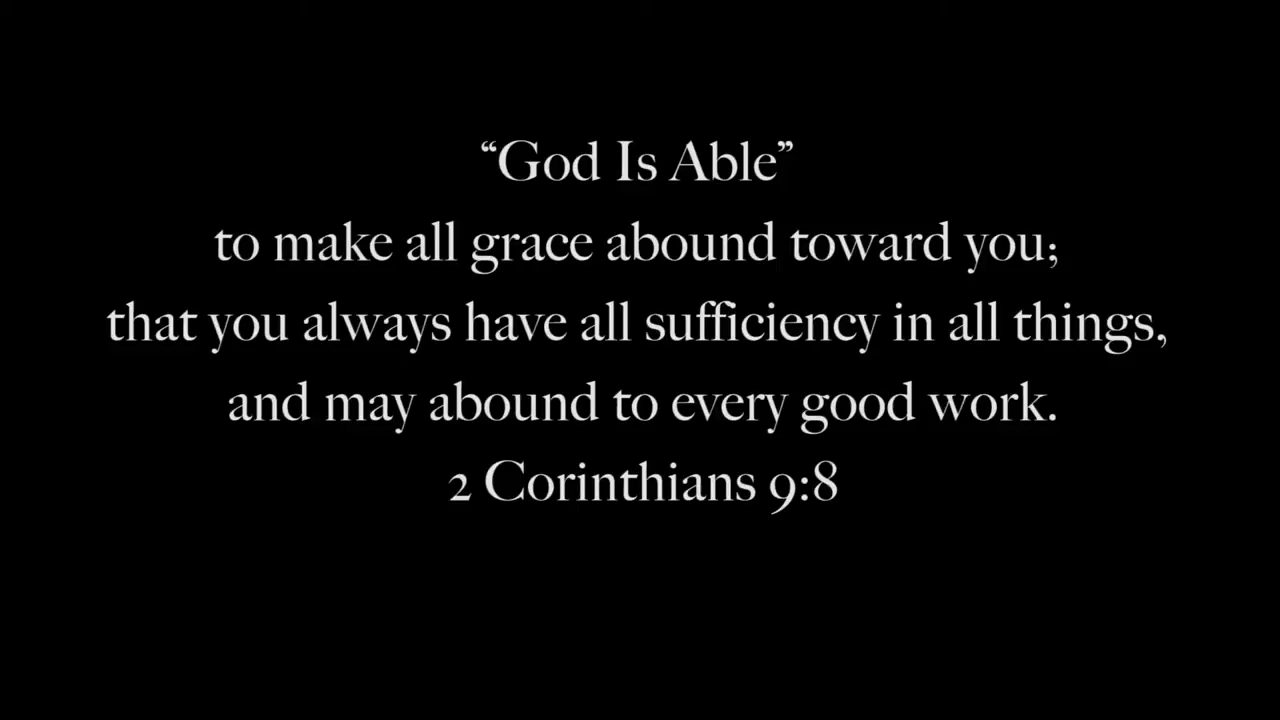 “God Is Able”
to make all grace abound toward you;
that you always have all sufficiency in all things,
and may abound to every good work.
2 Corinthians 9:8